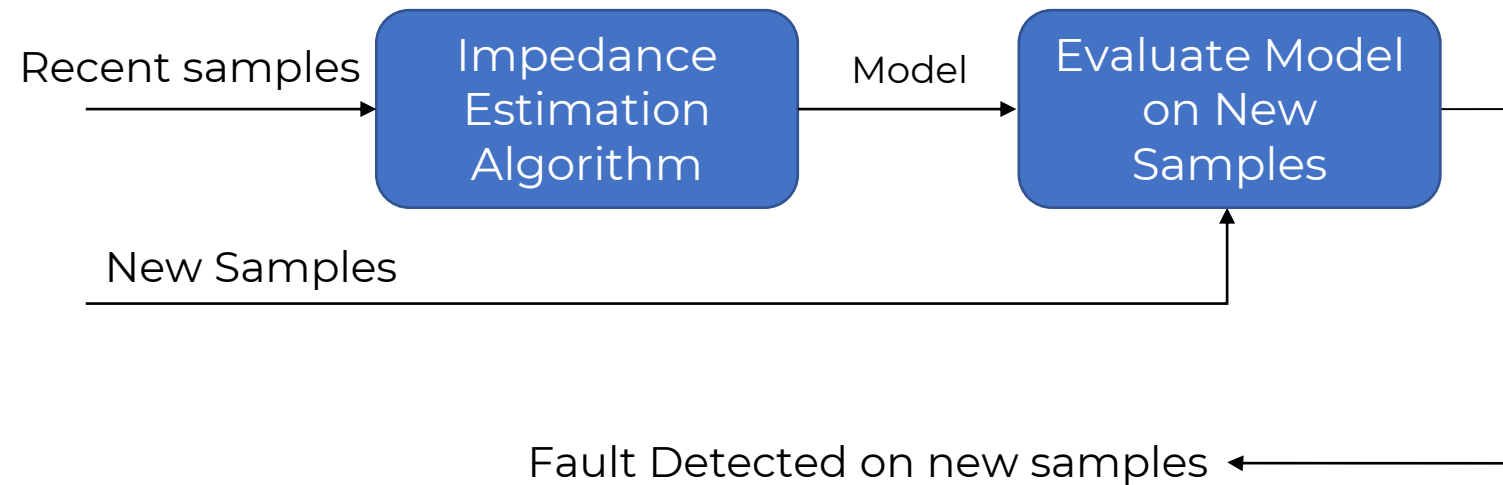 Recent samples
Impedance
Estimation
Algorithm
Model
Evaluate Model
on New
Samples
New Samples
Fault Detected on new samples